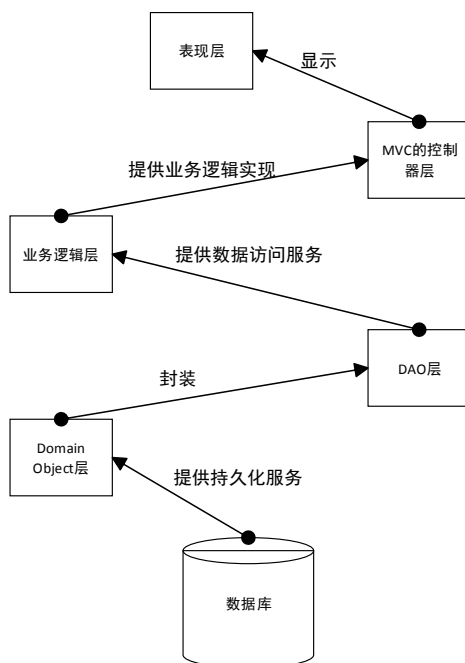 表现层
显示
MVC的控制
器层
提供业务逻辑实现
业务逻辑层
提供数据访问服务
DAO层
封装
Domain
Object层
提供持久化服务
数据库